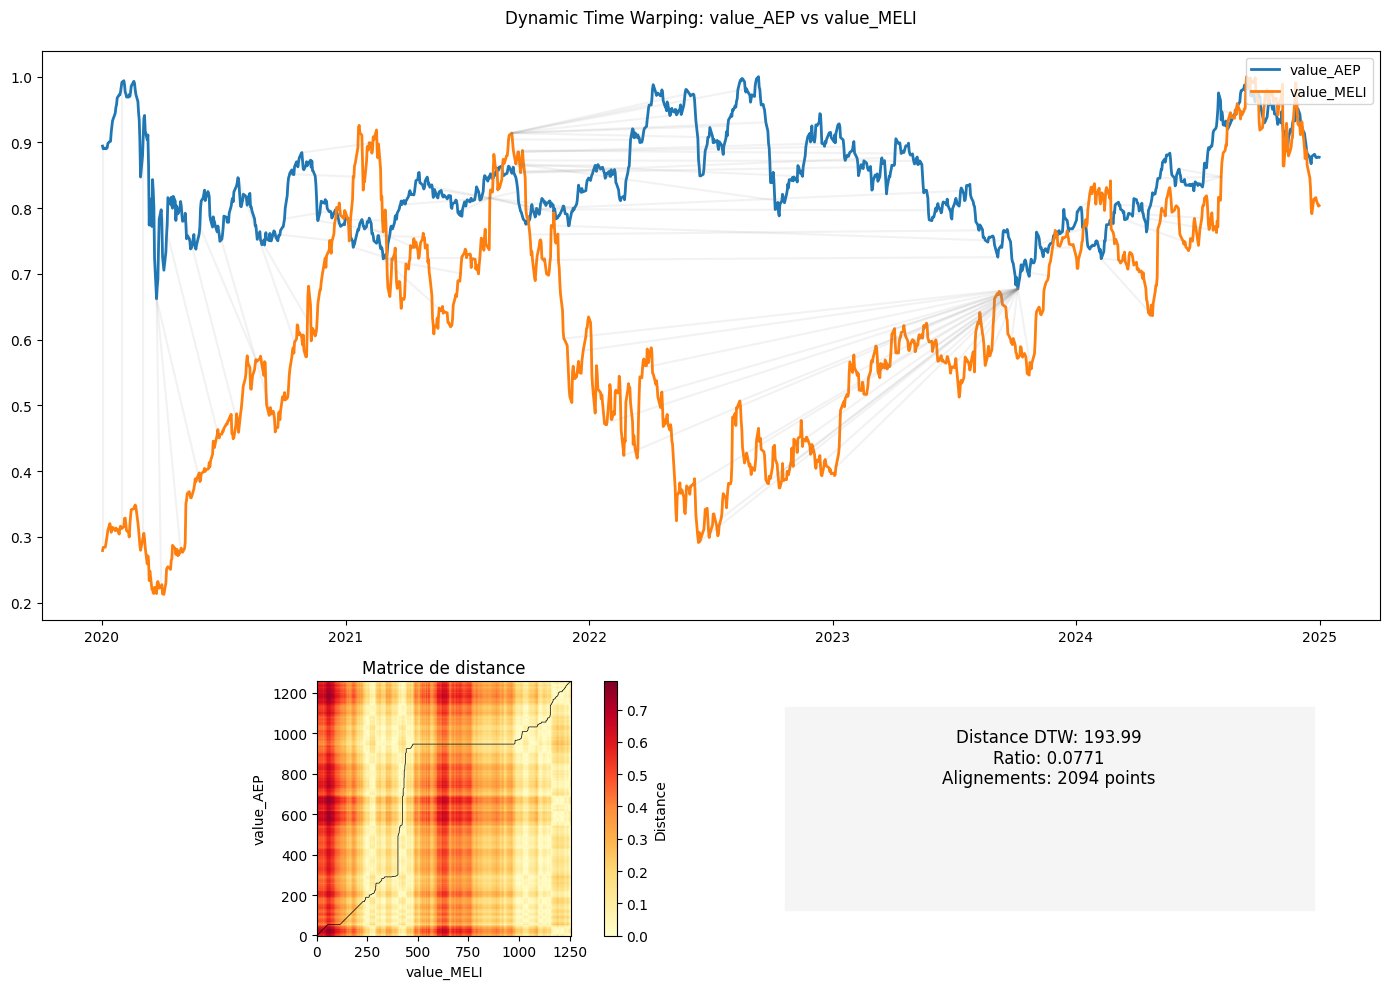 Dynamic Time Warping: value_AEP vs value_MELI
value_AEP
value_MELI
1.0
0.9
0.8
0.7
0.6
0.5
0.4
0.3
0.2
2020 2021 2022 2023 2024 2025
Matrice de distance
value_AEP
1200
1000
800
600
400
200
0
0 250 500 750 1000 1250
value_MELI
0.7
0.6
0.5
0.4
0.3
0.2
0.1
0.0
Distance
Distance DTW: 193.99
Ratio: 0.0771
Alignements: 2094 points